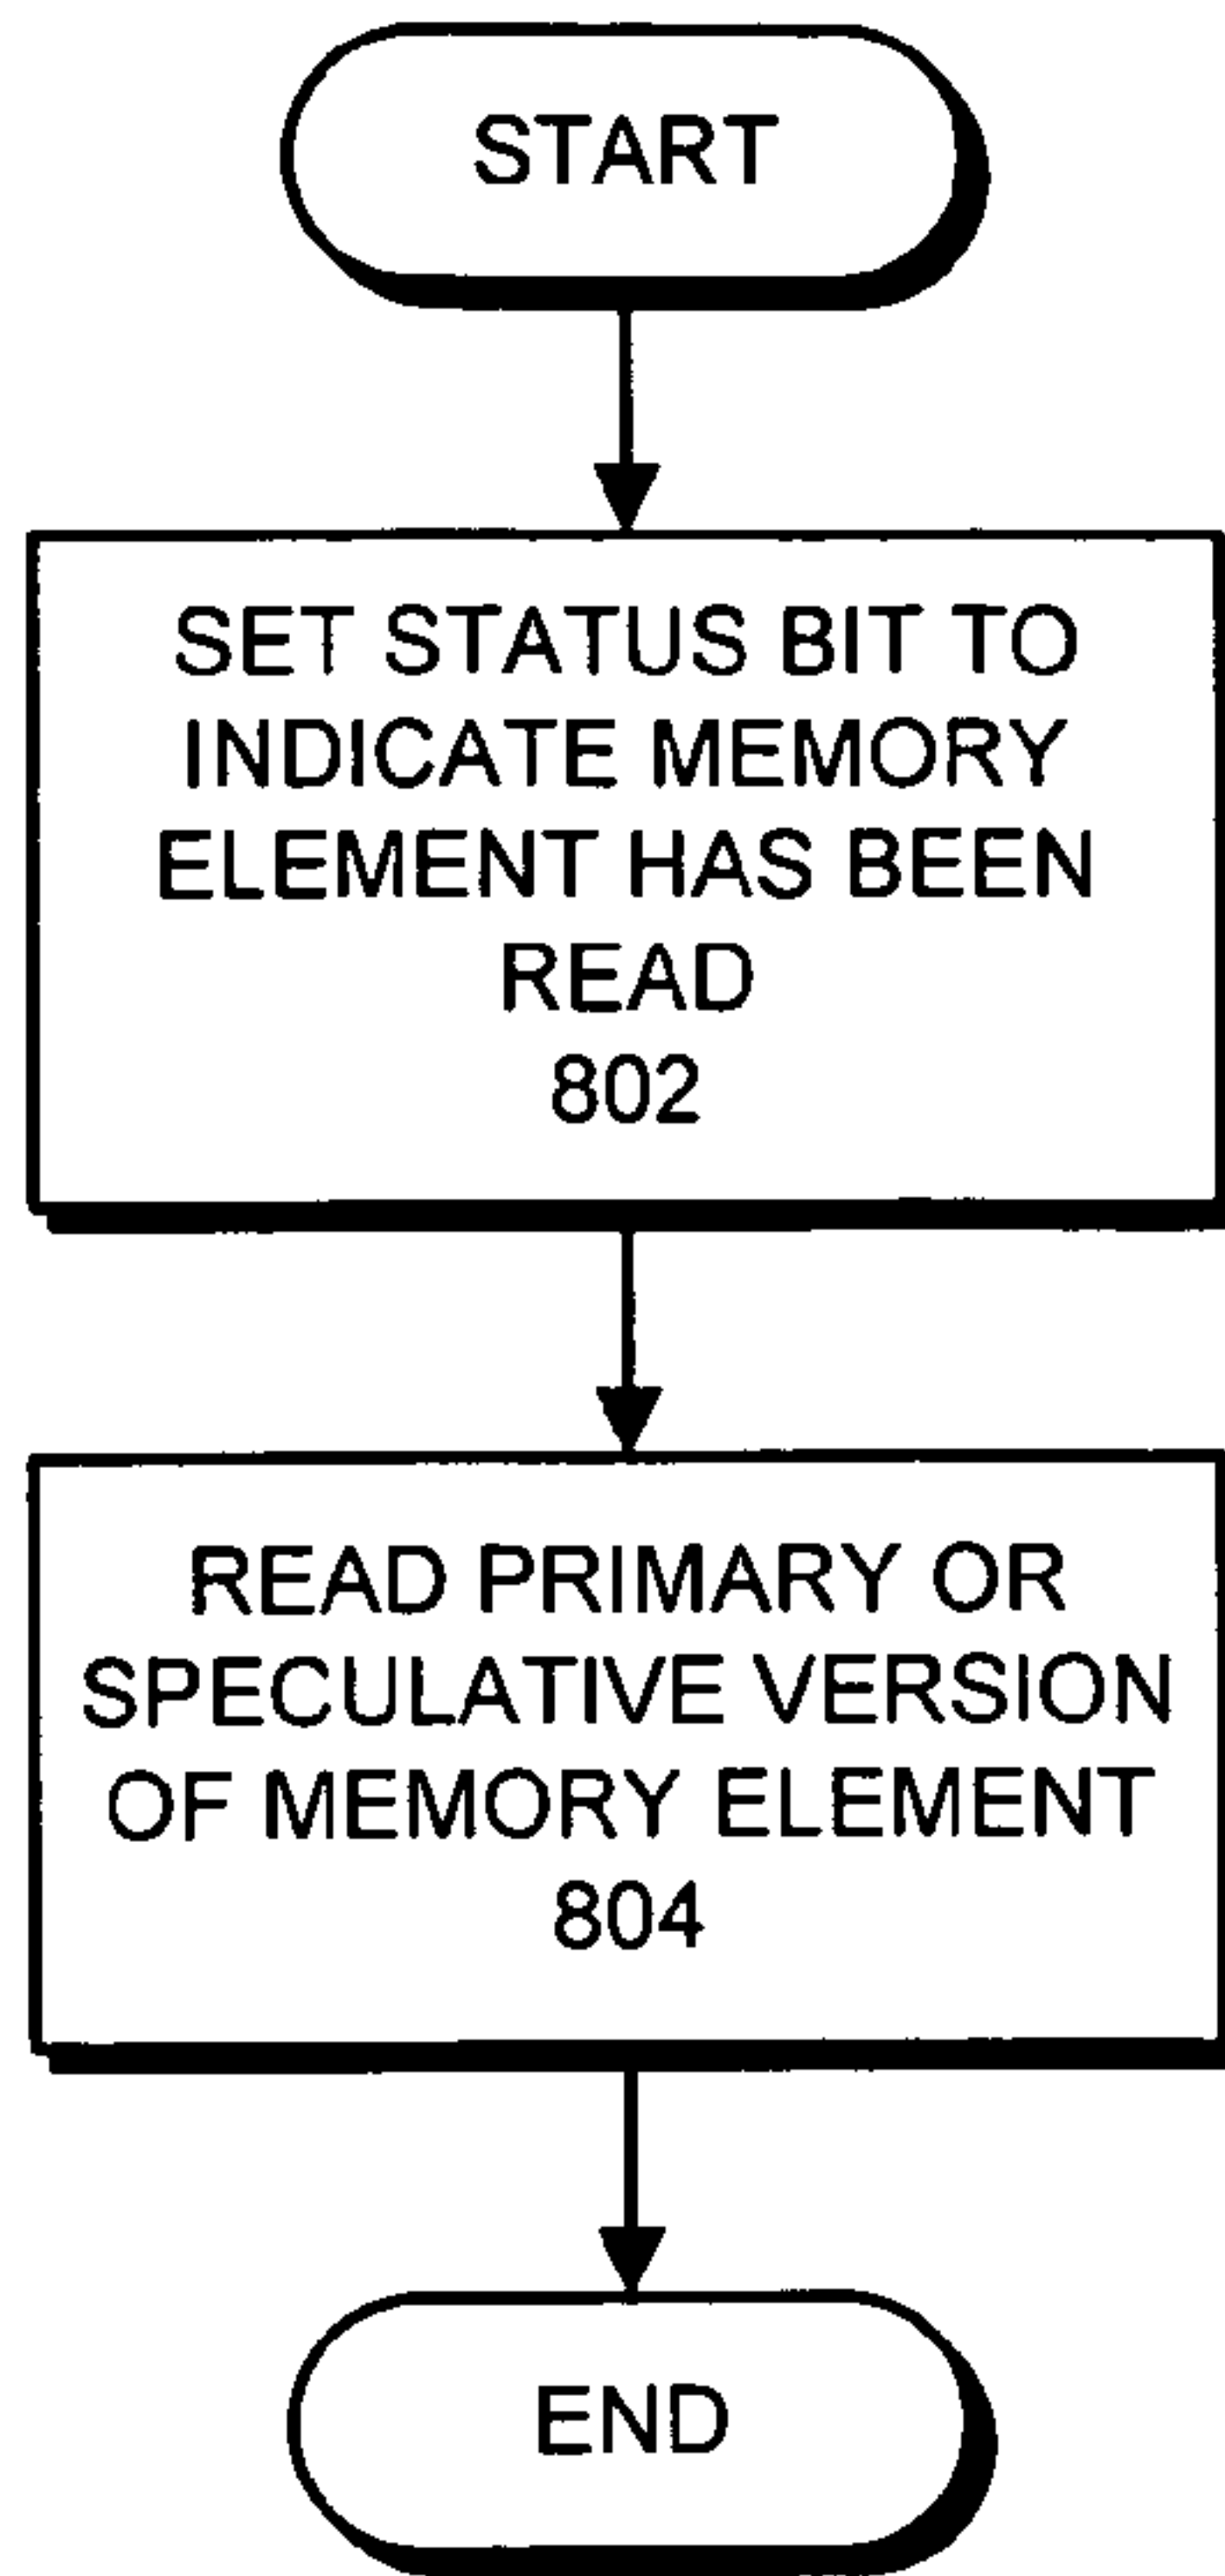 START
SET STATUS BIT TO
INDICATE MEMORY
ELEMENT HAS BEEN
READ
802
READ PRIMARY OR
SPECULATIVE VERSION
OF MEMORY ELEMENT
804
END